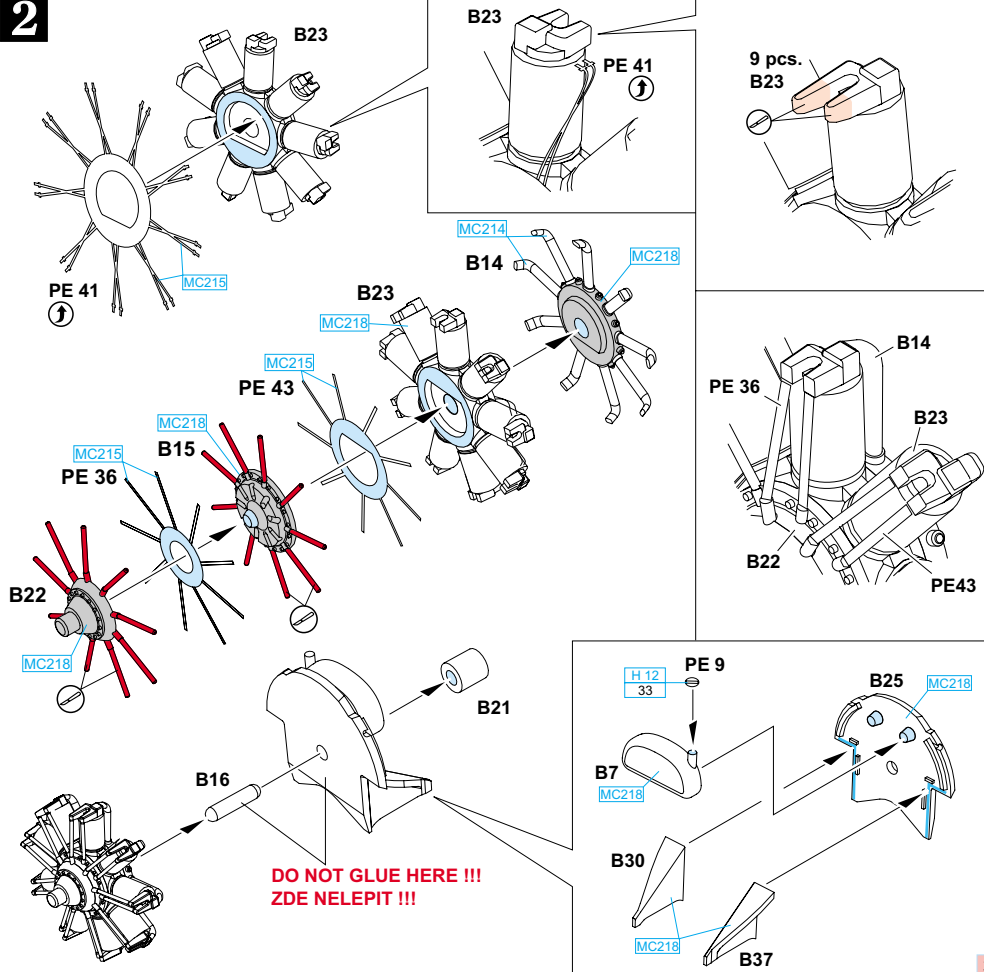 2
B23
PE 41
MC215
B23
PE 41
9 pcs.
B23
MC214
B14
MC218
B23
MC218
MC215
PE 43
MC218
B15
MC215
PE 36
B22
MC218
B14
PE 36
B23
B22
PE43
B21
B16
DO NOT GLUE HERE !!!
ZDE NELEPIT !!!
H 12
33
PE 9
B25
MC218
B7
MC218
B30
MC218
B37